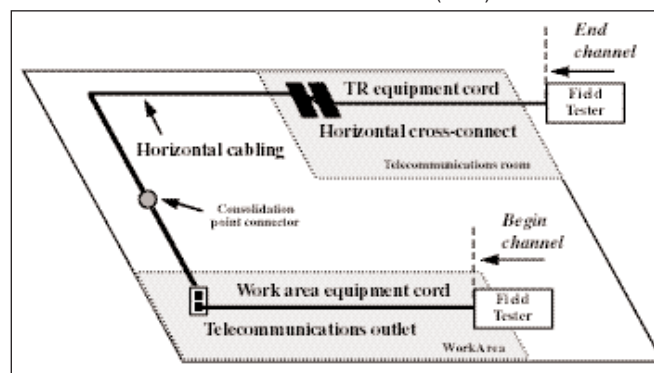 End
channel
TR equipment cord
Field
Tester
Horizontal cross-connect
Horizontal cabling
Telecommunications room
Consolidation
point connector
Begin
channel
Work area equipment cord
Field
Tester
Telecommunications outlet
WorkArea